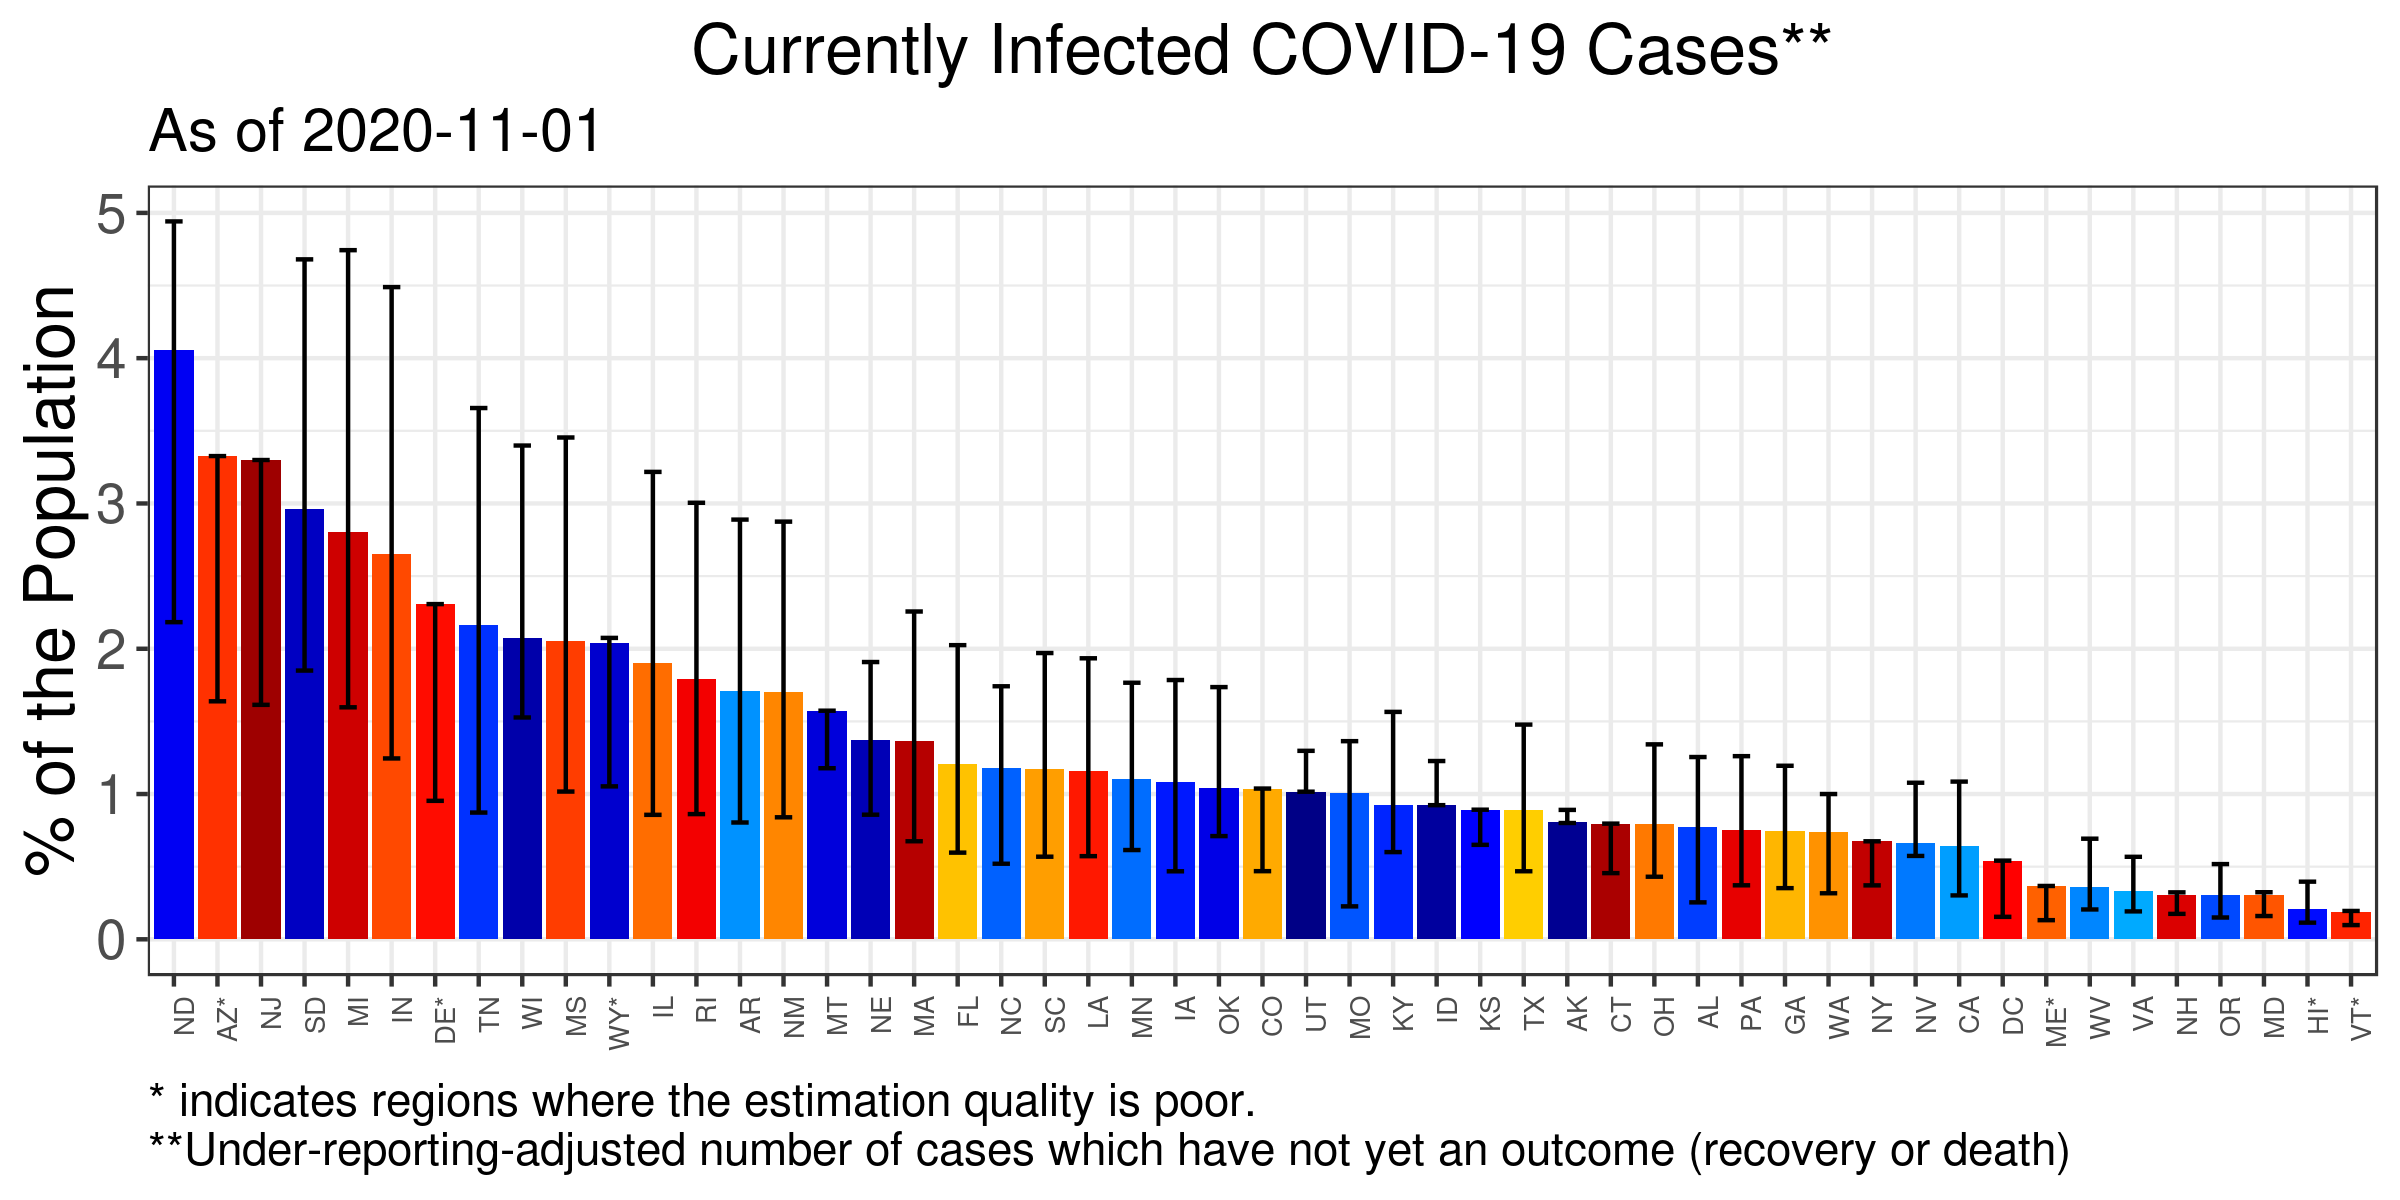 Currently Infected COVID-19 Cases**
As of 2020-11-01
% of the Population
5
4
3
2
1
0
ND AZ* NJ SD MI IN DE* TN WI MS WY* IL RI AR NM MT NE MA FL NC SC LA MN IA OK CO UT MO KY ID KS TX AK CT OH AL PA GA WA NY NV CA DC ME* WV VA NH OR MD HI* VT*
* indicates regions where the estimation quality is poor.
**Under-reporting-adjusted number of cases which have not yet an outcome (recovery or death)